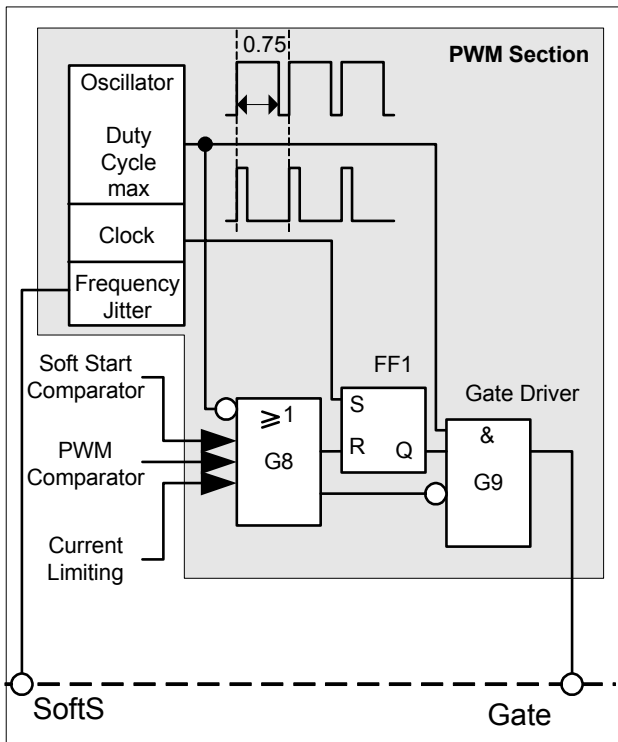 0.75
PWM Section
Oscillator
Duty
Cycle
max
Clock
Frequency
Jitter
Soft Start
Comparator
PWM
Comparator
Current
Limiting
≥1
G8
FF1
S
R
Q
Gate Driver
&
G9
SoftS
Gate